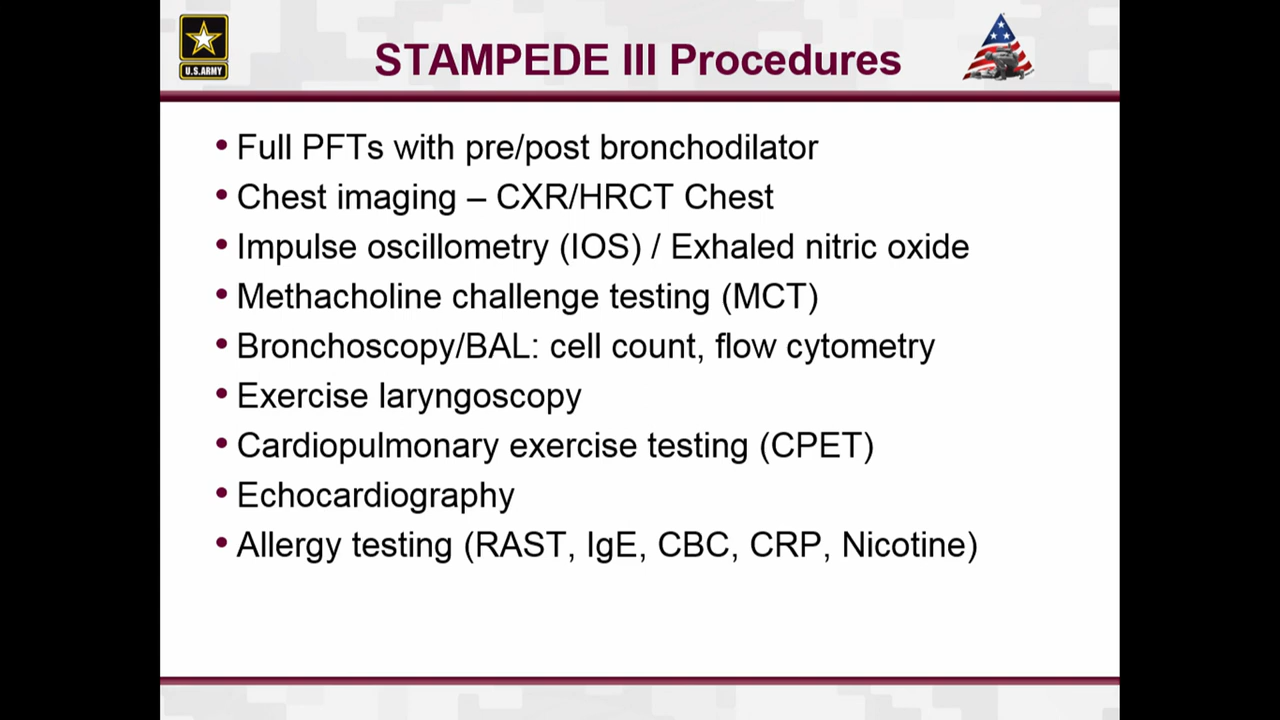 U.S.ARMY
STAMPEDE III Procedures
• Full PFTs with pre/post bronchodilator
• Chest imaging – CXR/HRCT Chest
• Impulse oscillometry (IOS) / Exhaled nitric oxide
• Methacholine challenge testing (MCT)
• Bronchoscopy/BAL: cell count, flow cytometry
• Exercise laryngoscopy
• Cardiopulmonary exercise testing (CPET)
• Echocardiography
• Allergy testing (RAST, IgE, CBC, CRP, Nicotine)